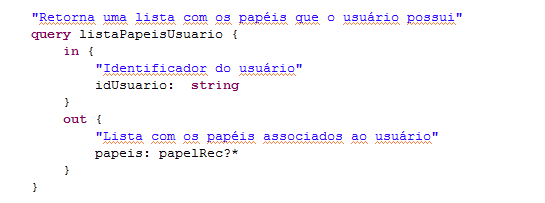 "Retorna uma lista com os papéis que o usuário possui"
query listaPapeisUsuario {
    in {
        "Identificador do usuário"
        idUsuario:  string
    }
    out {
        "Lista com os papéis associados ao usuário"
        papeis: papelRec?*
    }
}